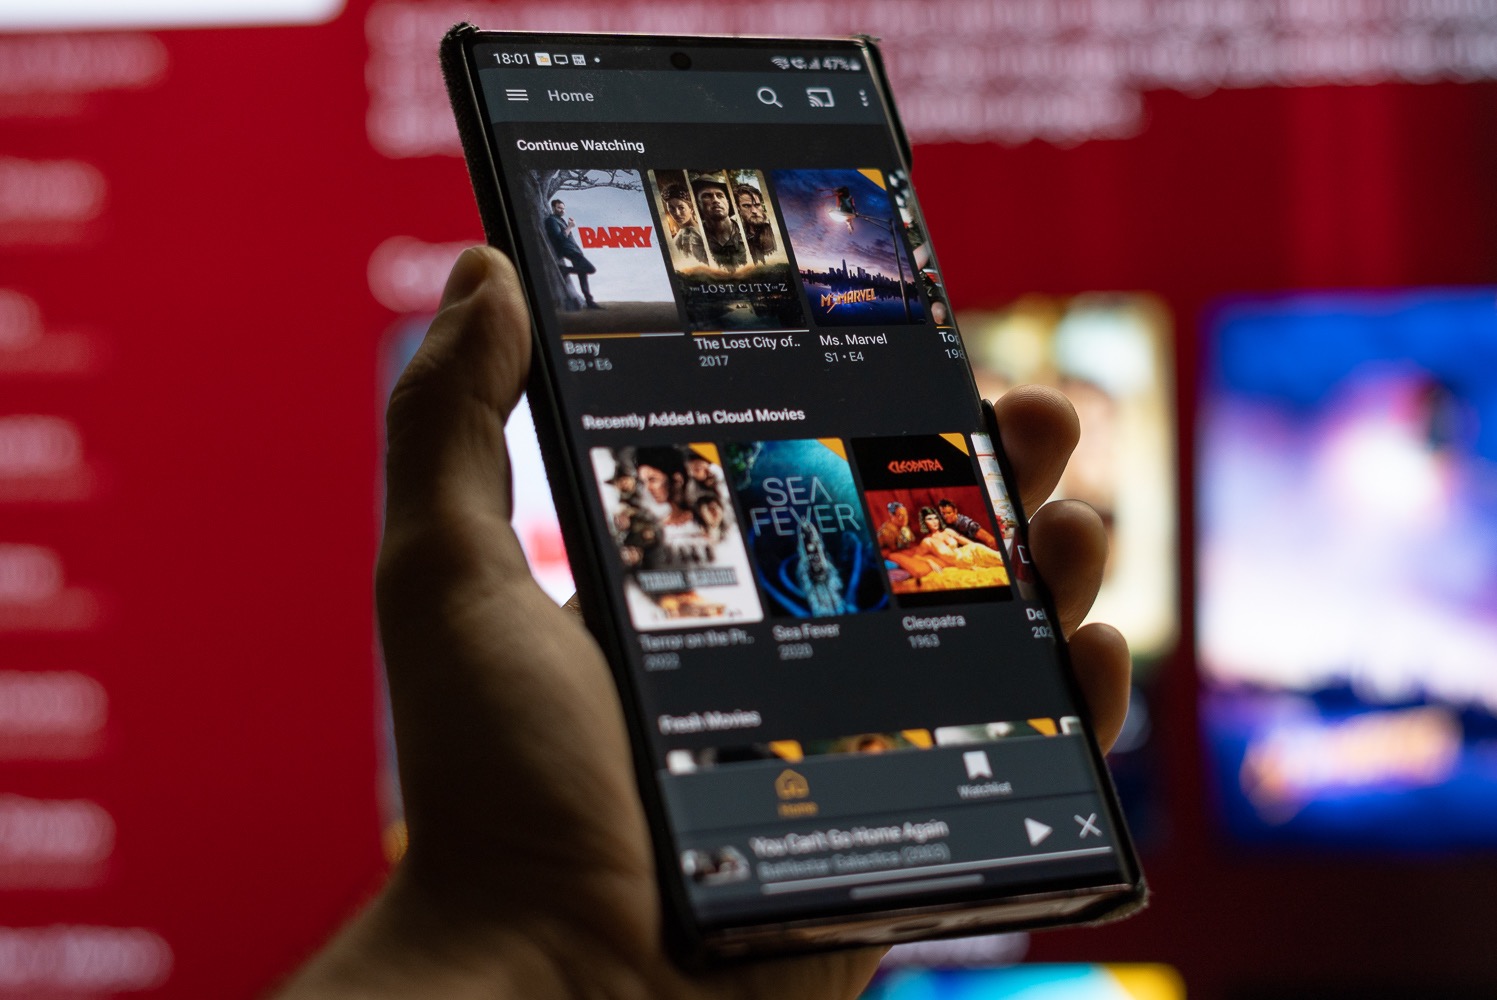 18:01
47%
Home
Continue Watching
BARRY
THE LOST CITY OF Z
MS. MARVEL
Barry
S3 • E6
The Lost City of..
2017
Ms. Marvel
S1 • E4
Top
198
Recently Added in Cloud Movies
SEA
FEVER
CLEOPATRA
Terror on the Pr...
2022
Sea Fever
2020
Cleopatra
1963
Del
202
Fresh Movies
Home
Watchlist
You Can't Go Home Again
Battlestar Galactica (2003)